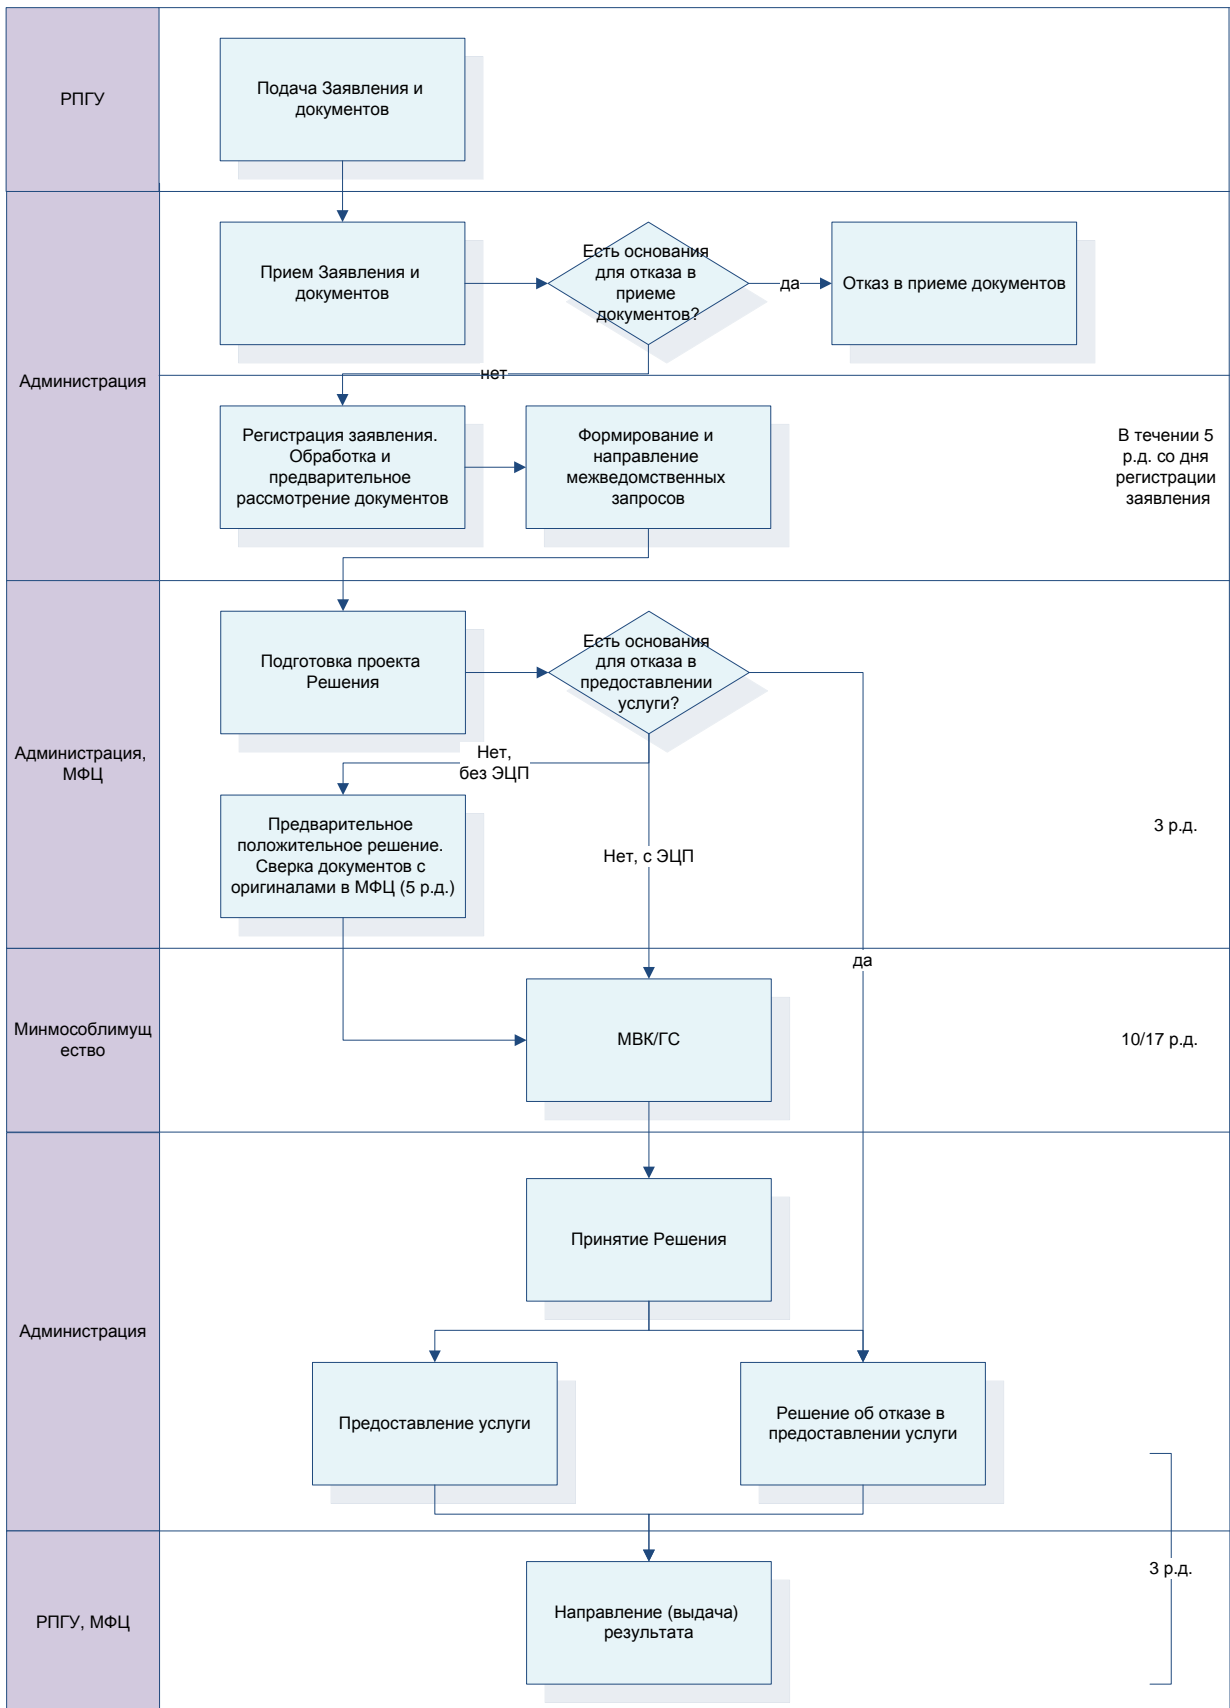 РПГУ
Подача Заявления и
документов
Администрация
Прием Заявления и
документов
Есть основания
для отказа в
приеме
документов?
да
Отказ в приеме документов
нет
Регистрация заявления.
Обработка и
предварительное
рассмотрение документов
Формирование и
направление
межведомственных
запросов
В течении 5
р.д. со дня
регистрации
заявления
Администрация,
МФЦ
Подготовка проекта
Решения
Есть основания
для отказа в
предоставлении
услуги?
Нет,
без ЭЦП
Предварительное
положительное решение.
Сверка документов с
оригиналами в МФЦ (5 р.д.)
Нет, с ЭЦП
3 р.д.
да
Минмособлимущ
ество
МВК/ГС
10/17 р.д.
Администрация
Принятие Решения
Предоставление услуги
Решение об отказе в
предоставлении услуги
3 р.д.
РПГУ, МФЦ
Направление (выдача)
результата